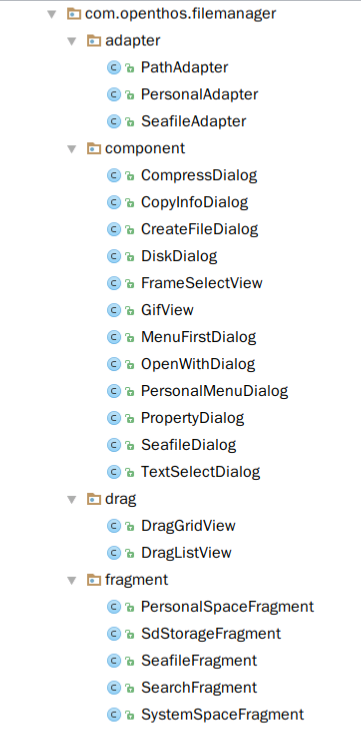 com.openthos.filemanager
adapter
PathAdapter
PersonalAdapter
SeafileAdapter
component
CompressDialog
CopyInfoDialog
CreateFileDialog
DiskDialog
FrameSelectView
GifView
MenuFirstDialog
OpenWithDialog
PersonalMenuDialog
PropertyDialog
SeafileDialog
TextSelectDialog
drag
DragGridView
DragListView
fragment
PersonalSpaceFragment
SdStorageFragment
SeafileFragment
SearchFragment
SystemSpaceFragment